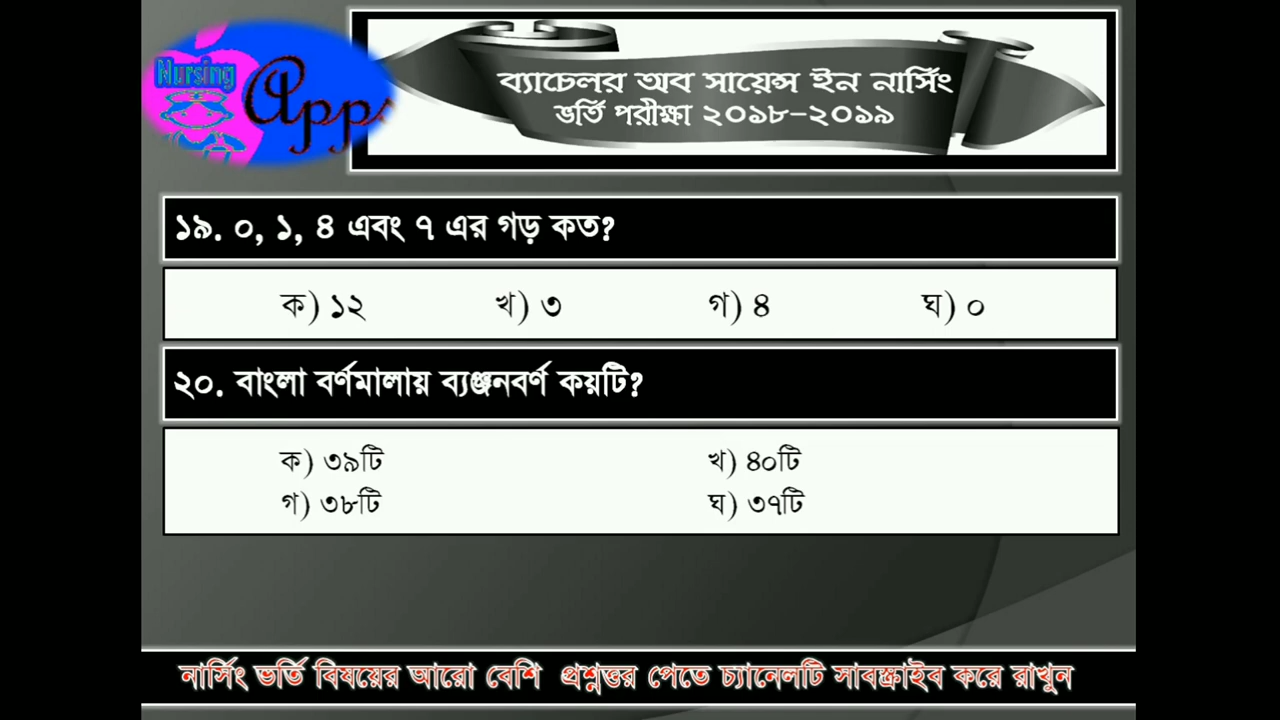 Nursing
Apps
ব্যাচেলর অব সায়েন্স ইন নার্সিং
ভর্তি পরীক্ষা ২০১৮-২০১৯
১৯. ০, ১, ৪ এবং ৭ এর গড় কত?
ক) ১২ খ) ৩ গ) ৪ ঘ) ০
২০. বাংলা বর্ণমালায় ব্যঞ্জনবর্ণ কয়টি?
ক) ৩৯টি খ) ৪০টি
গ) ৩৮টি ঘ) ৩৭টি
নার্সিং ভর্তি বিষয়ের আরো বেশি প্রশ্নত্তর পেতে চ্যানেলটি সাবস্ক্রাইব করে রাখুন